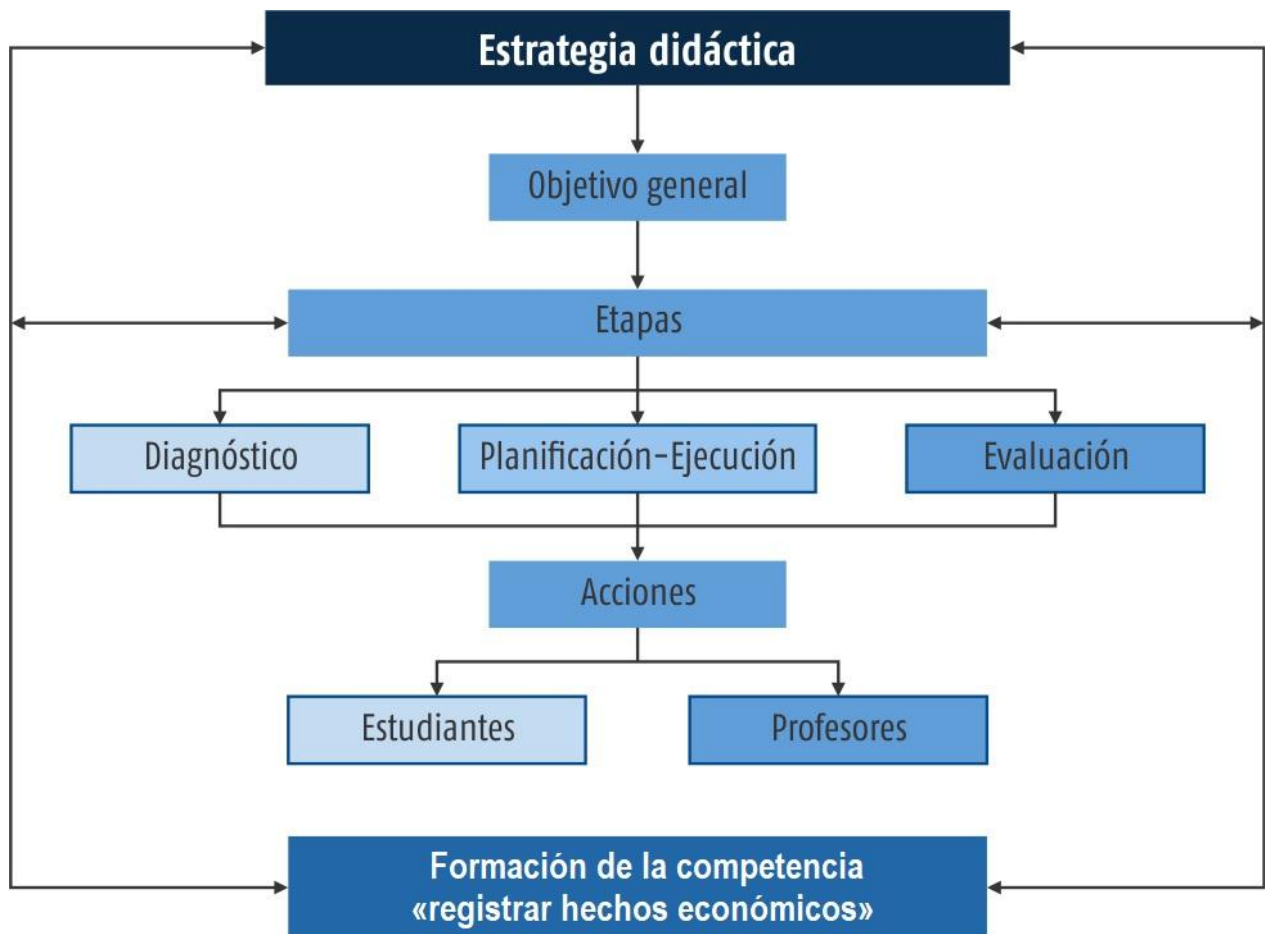 Estrategia didáctica
Objetivo general
Etapas
Diagnóstico
Planificación-Ejecución
Evaluación
Acciones
Estudiantes
Profesores
Formación de la competencia
«registrar hechos económicos»